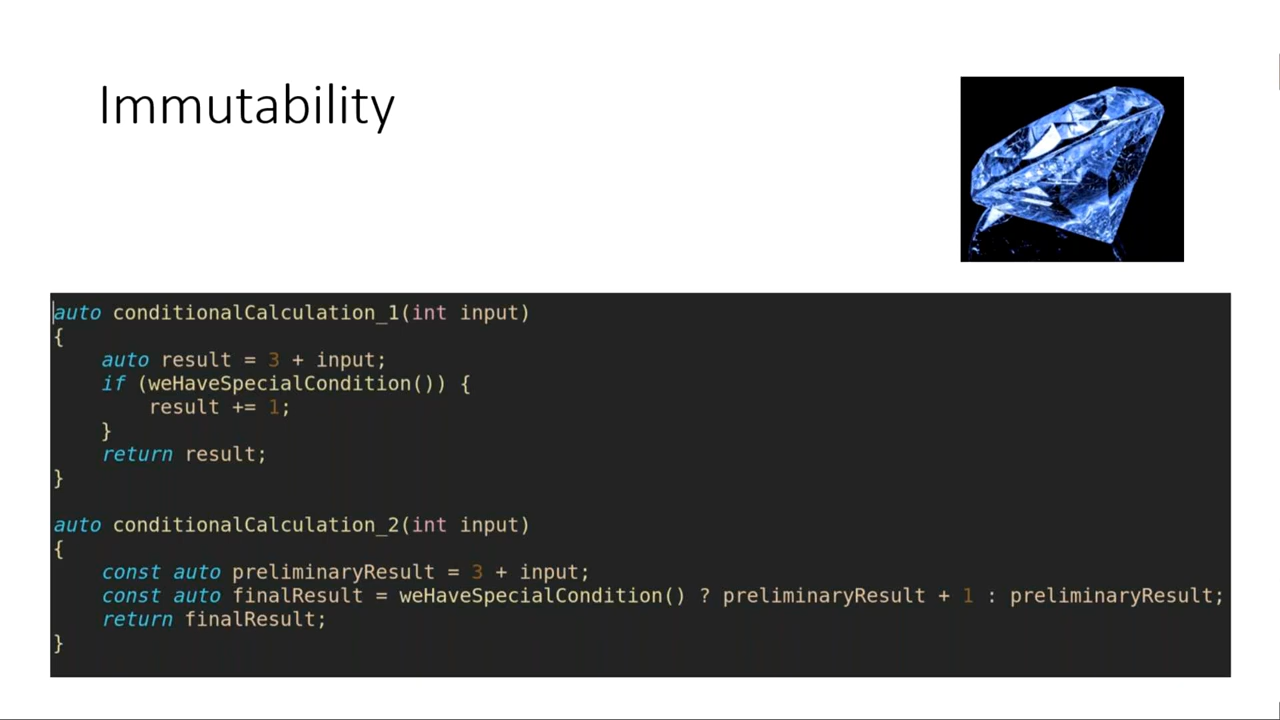 Immutability
auto conditionalCalculation_1(int input)
{
    auto result = 3 + input;
    if (weHaveSpecialCondition()) {
        result += 1;
    }
    return result;
}
auto conditionalCalculation_2(int input)
{
    const auto preliminaryResult = 3 + input;
    const auto finalResult = weHaveSpecialCondition() ? preliminaryResult + 1 : preliminaryResult;
    return finalResult;
}